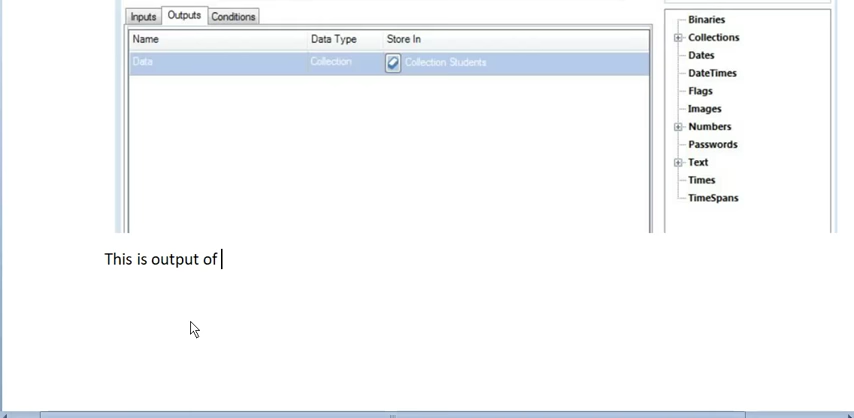 Inputs Outputs Conditions
Name Data Type Store In
Data Collection Collection Students
Binaries
Collections
Dates
DateTimes
Flags
Images
Numbers
Passwords
Text
Times
TimeSpans
This is output of